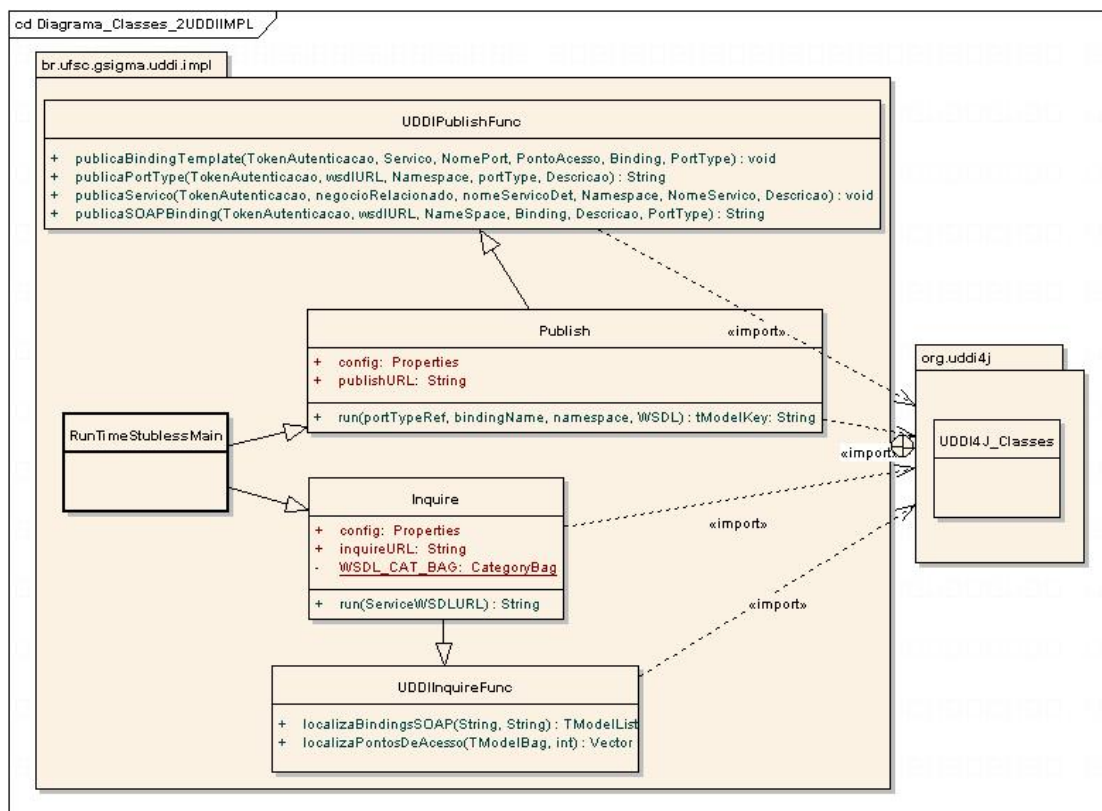 cd Diagrama_Classes_2UDDIIMPL
br.ufsc.gsigma.uddi.impl
UDDIPublishFunc
+ publicaBindingTemplate(TokenAutenticacao, Servico, NomePort, PontoAcesso, Binding, PortType) : void
+ publicaPortType(TokenAutenticacao, wsdlURL, Namespace, portType, Descricao) : String
+ publicaServico(TokenAutenticacao, negocioRelacionado, nomeServicoDet, Namespace, NomeServico, Descricao) : void
+ publicaSOAPBinding(TokenAutenticacao, wsdlURL, NameSpace, Binding, Descricao, PortType) : String
Publish
+ config: Properties
+ publishURL: String
+ run(portTypeRef, bindingName, namespace, WSDL) : tModelKey: String
«import»
org.uddi4j
UDDI4J_Classes
RunTimeStublessMain
«import»
Inquire
+ config: Properties
+ inquireURL: String
- WSDL_CAT_BAG: CategoryBag
+ run(ServiceWSDLURL) : String
«import»
«import»
UDDIInquireFunc
+ localizaBindingsSOAP(String, String) : TModelList
+ localizaPontosDeAcesso(TModelBag, int) : Vector